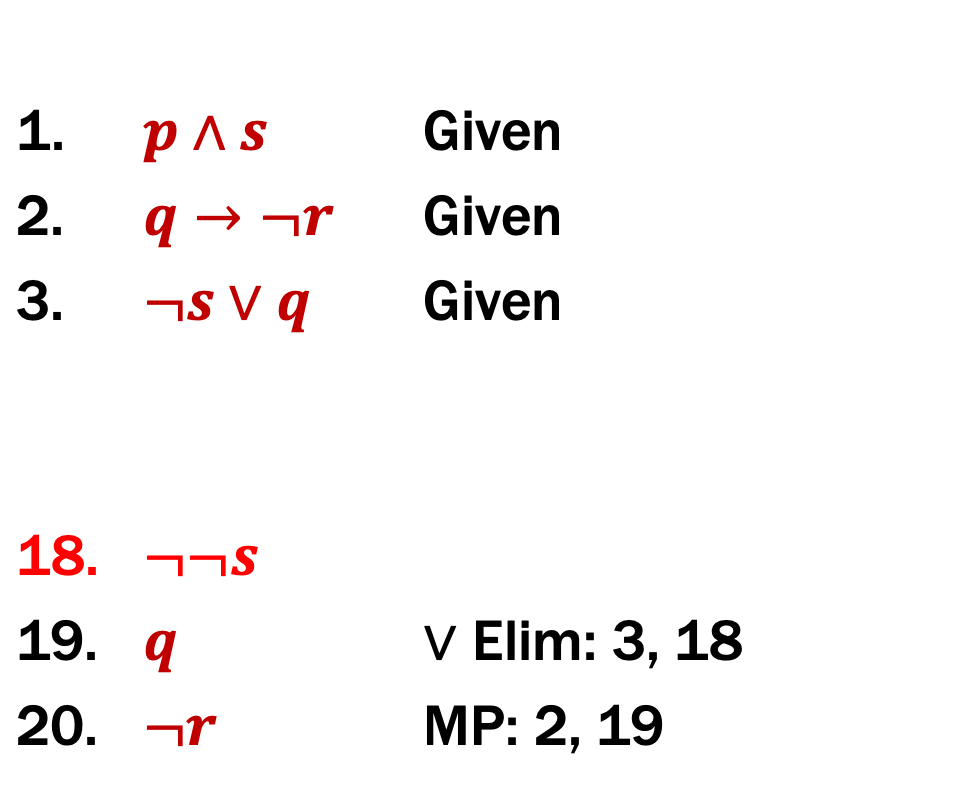 1. p ∧ s Given
2. q → ¬r Given
3. ¬s ∨ q Given
18. ¬¬s
19. q ∨ Elim: 3, 18
20. ¬r MP: 2, 19